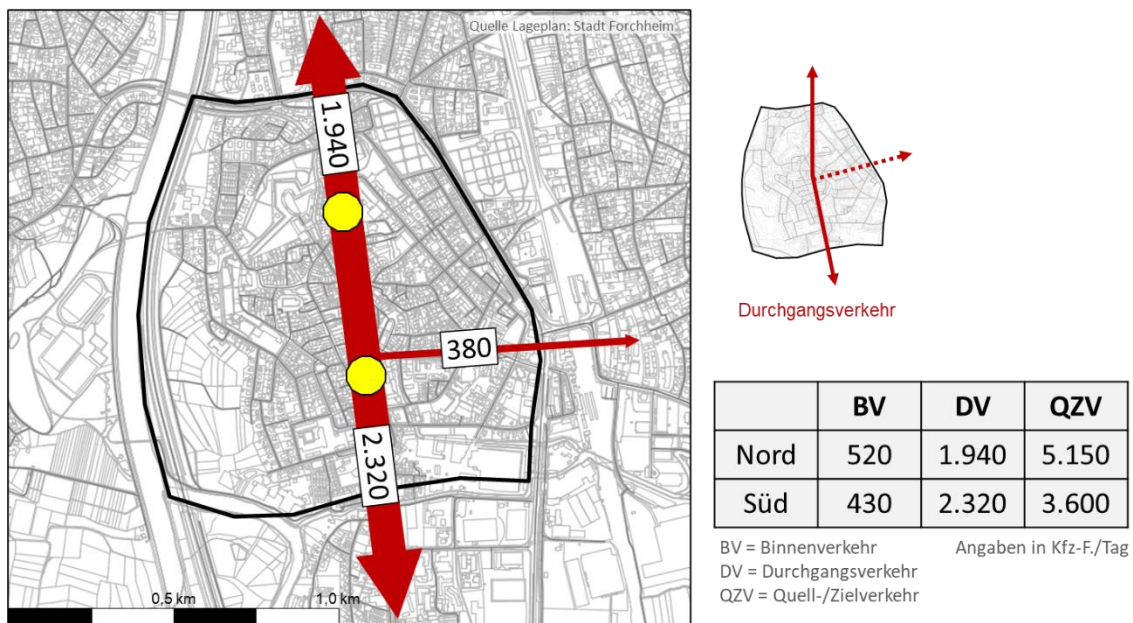 Quelle Lageplan: Stadt Forchheim
1.940
380
2.320
0,5 km 1,0 km
Durchgangsverkehr
BV DV QZV
Nord 520 1.940 5.150
Süd 430 2.320 3.600
BV = Binnenverkehr Angaben in Kfz-F./Tag
DV = Durchgangsverkehr
QZV = Quell-/Zielverkehr